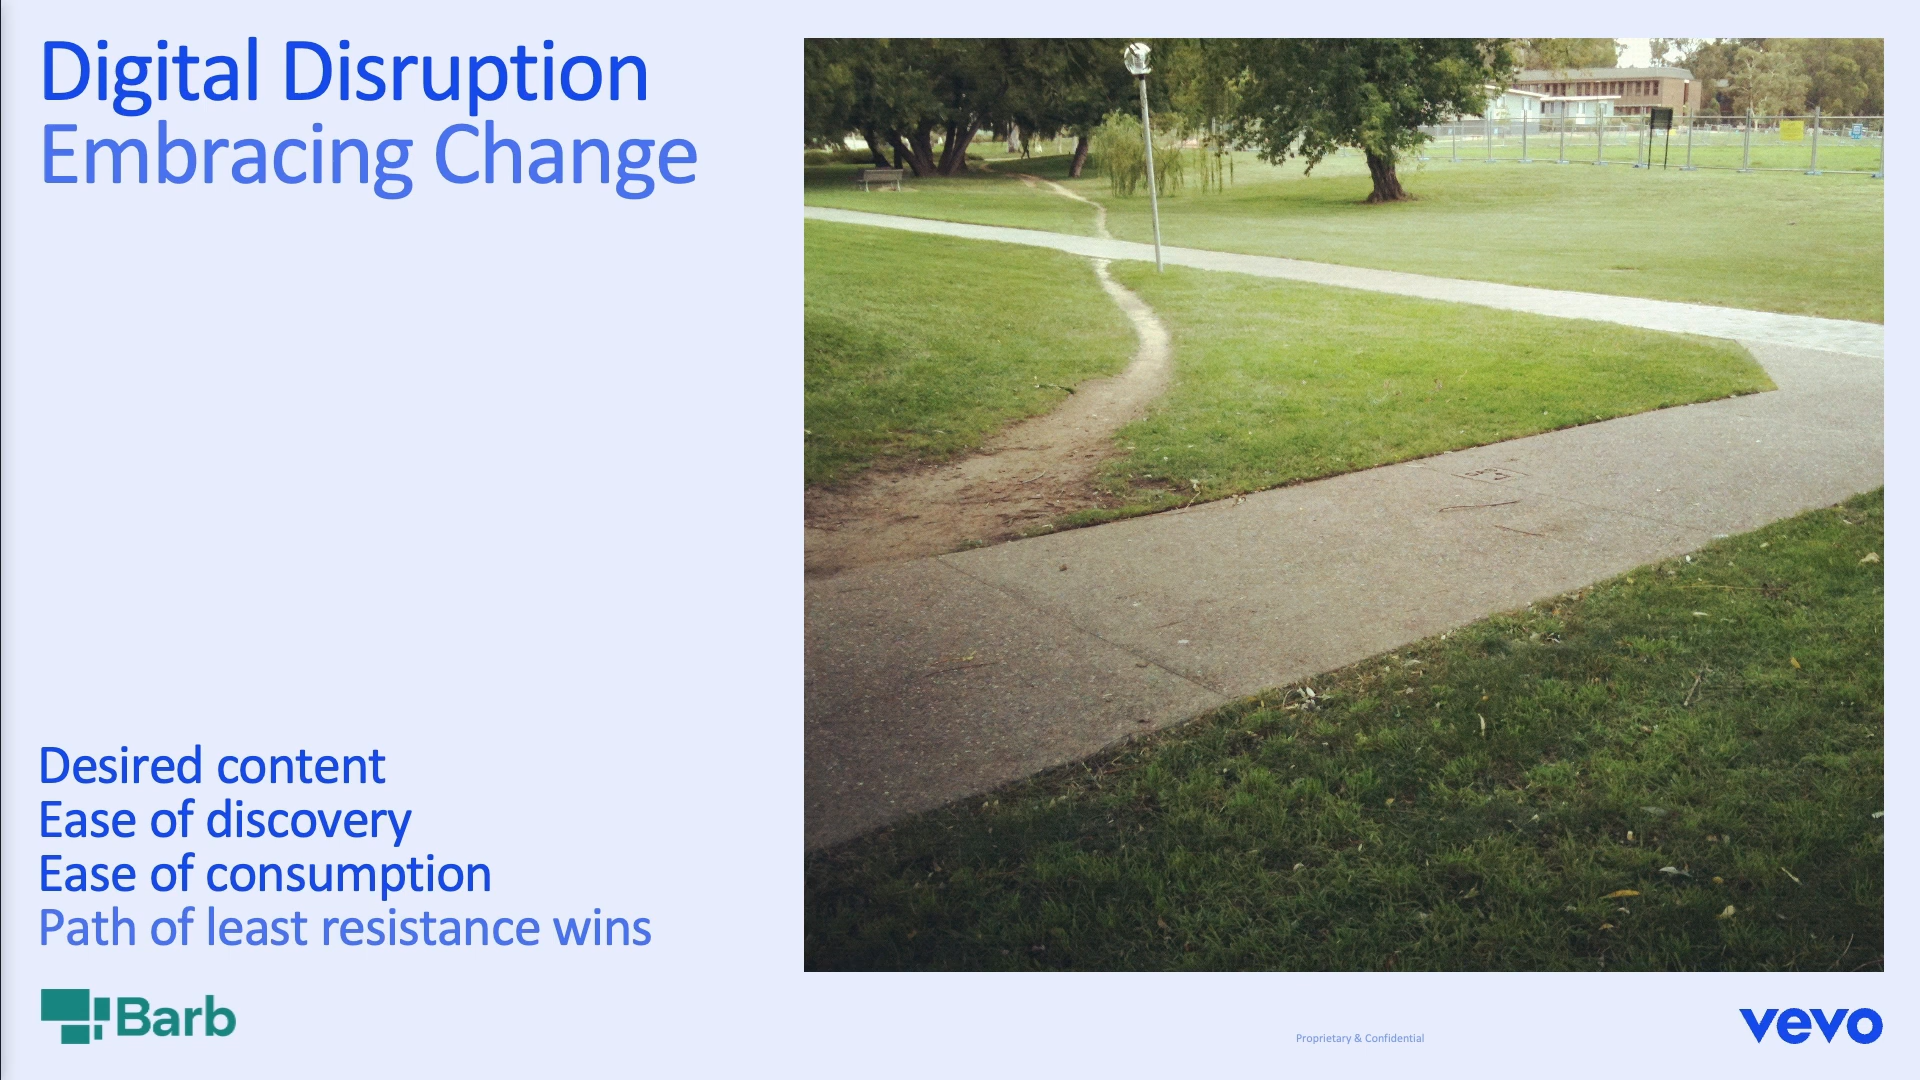 Digital Disruption
Embracing Change
Desired content
Ease of discovery
Ease of consumption
Path of least resistance wins
Barb
Proprietary & Confidential
vevo